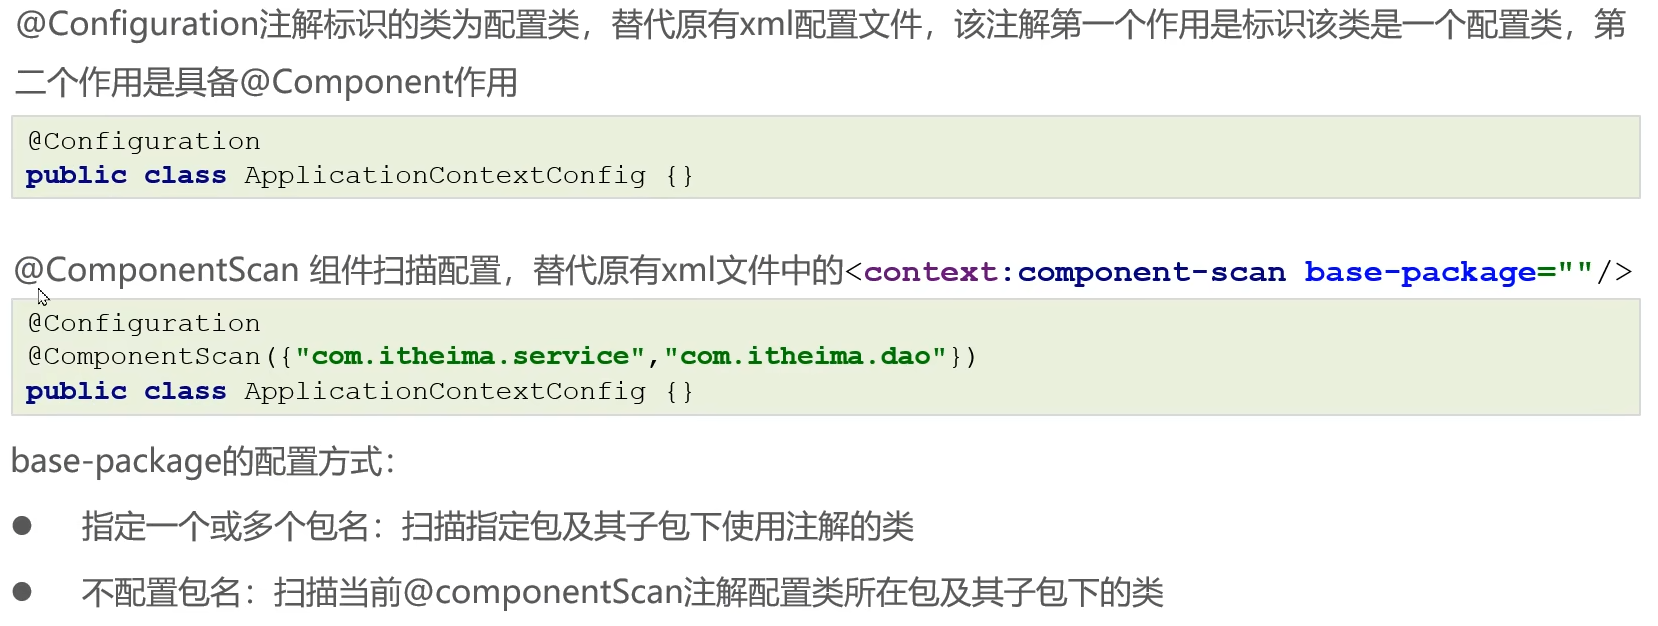 @Configuration注解标识的类为配置类，替代原有xml配置文件，该注解第一个作用是标识该类是一个配置类，第
二个作用是具备@Component作用
@Configuration
public class ApplicationContextConfig {}
@ComponentScan 组件扫描配置，替代原有xml文件中的<context:component-scan base-package=""/>
@Configuration
@ComponentScan({"com.itheima.service","com.itheima.dao"})
public class ApplicationContextConfig {}
base-package的配置方式：
● 指定一个或多个包名：扫描指定包及其子包下使用注解的类
● 不配置包名：扫描当前@componentScan注解配置类所在包及其子包下的类